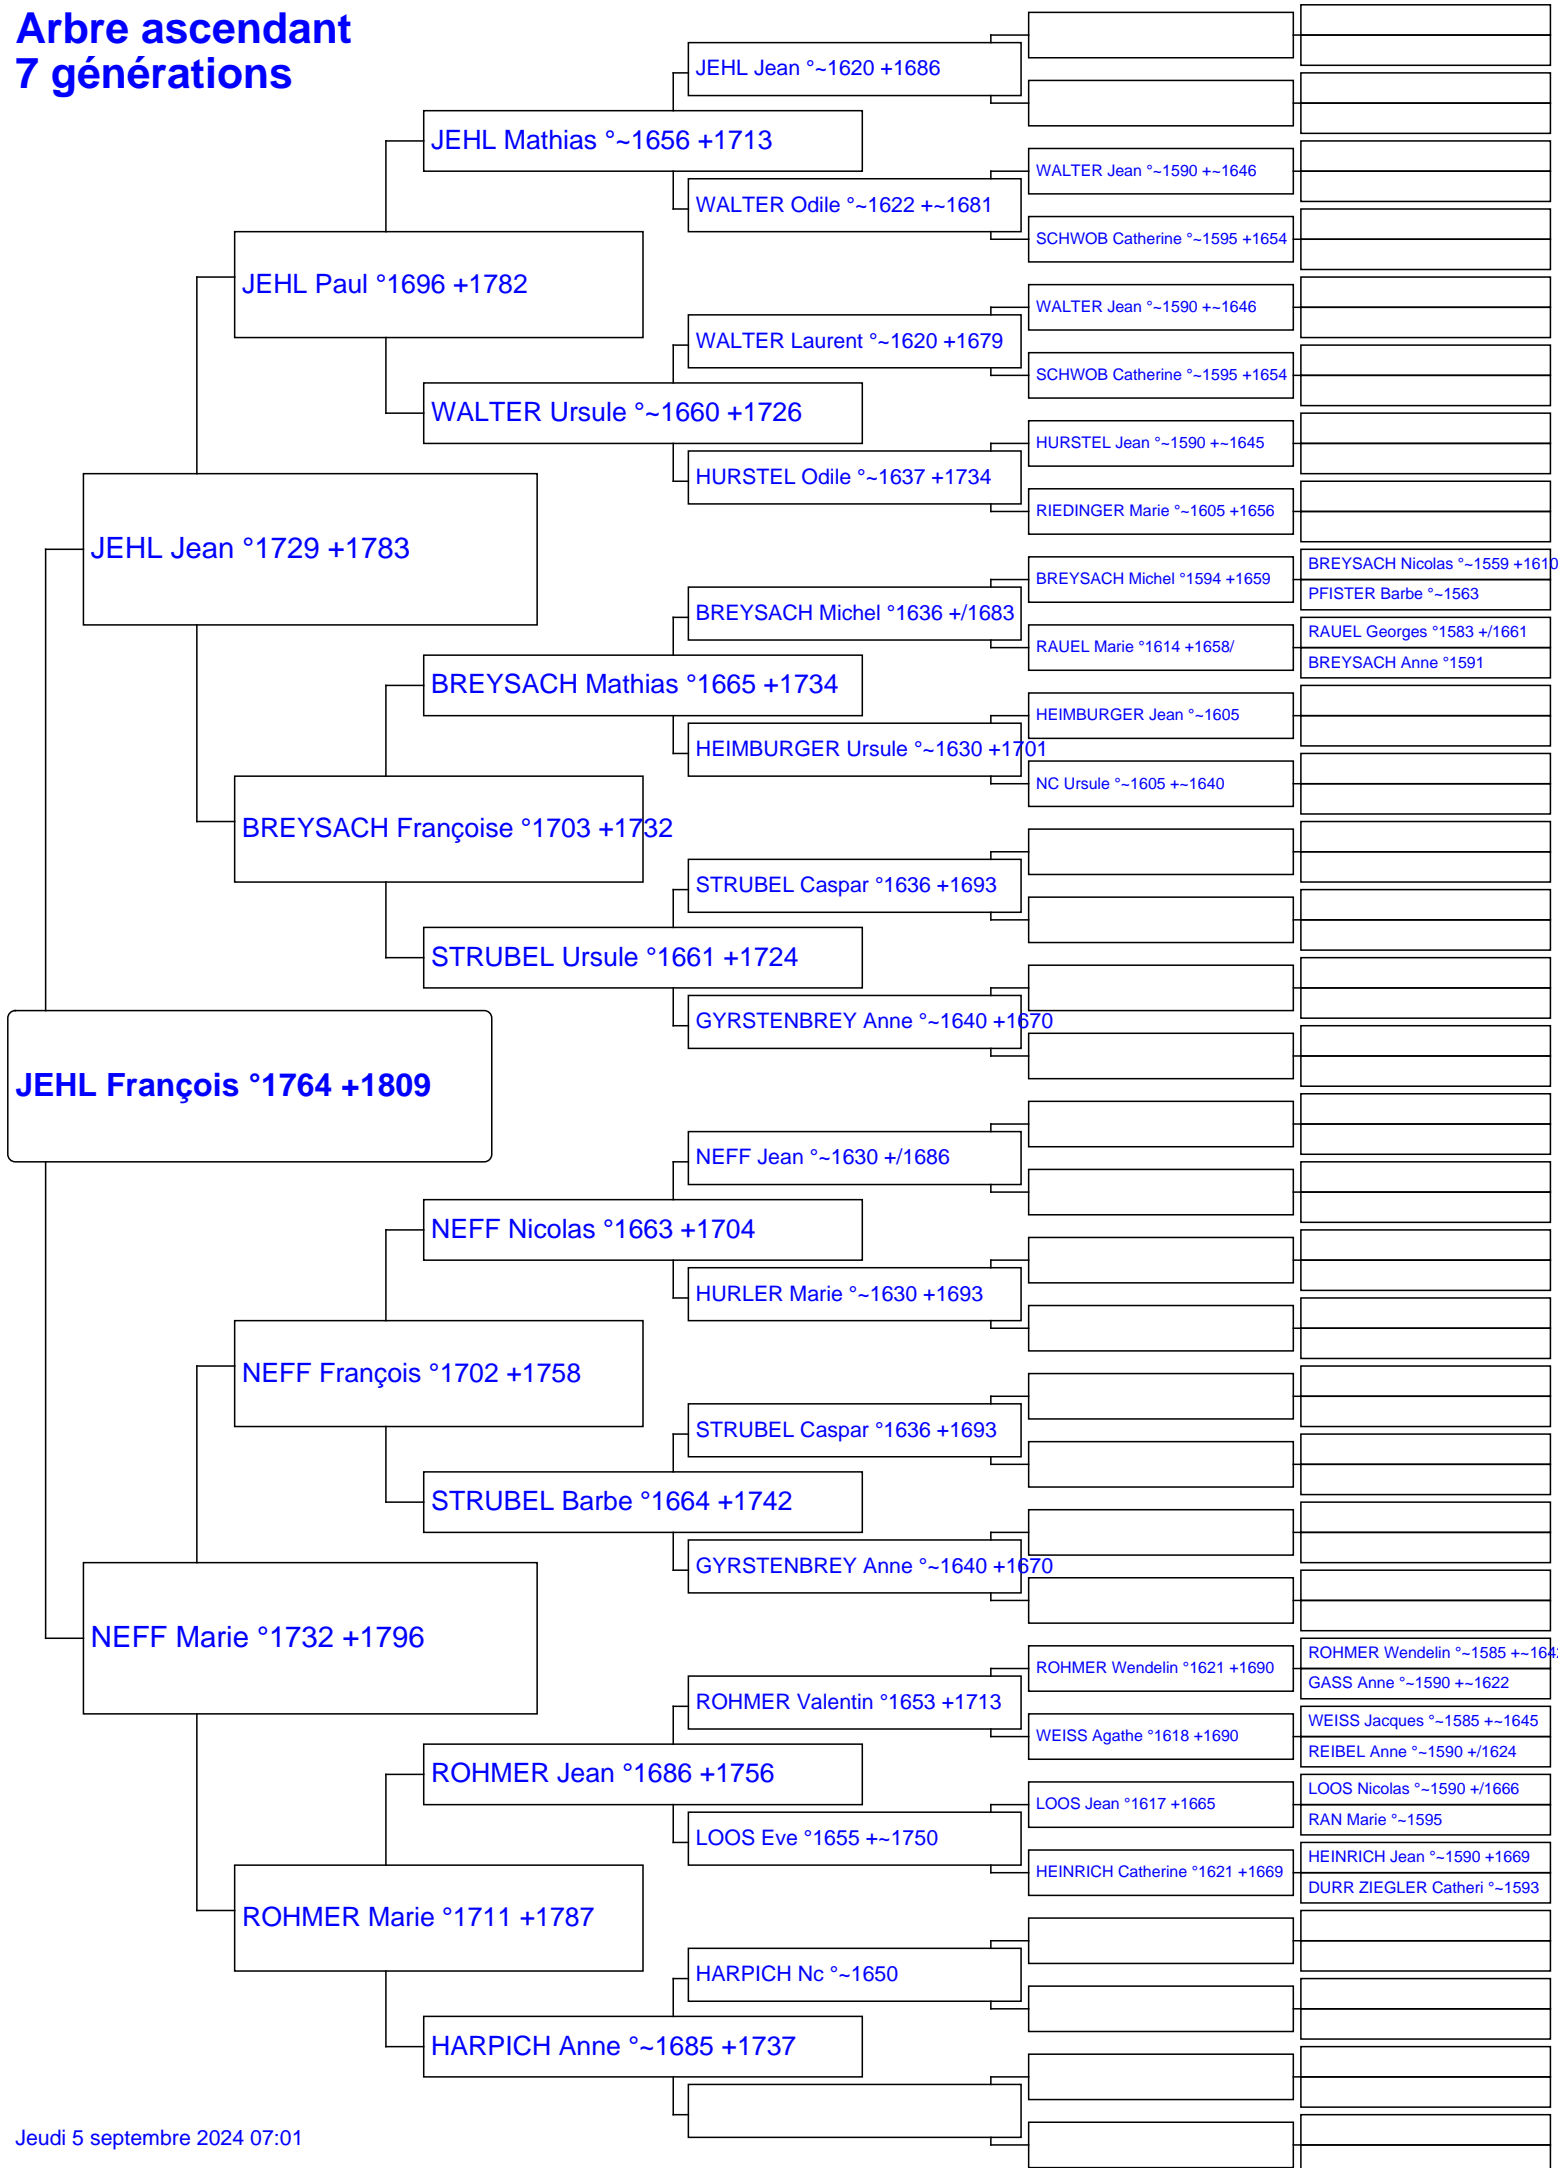 Arbre ascendant
7 générations
JEHL Jean °~1620 +1686
JEHL Mathias °~1656 +1713
WALTER Jean °~1590 +~1646
WALTER Odile °~1622 +~1681
SCHWOB Catherine °~1595 +1654
JEHL Paul °1696 +1782
WALTER Jean °~1590 +~1646
WALTER Laurent °~1620 +1679
SCHWOB Catherine °~1595 +1654
WALTER Ursule °~1660 +1726
HURSTEL Jean °~1590 +~1645
HURSTEL Odile °~1637 +1734
RIEDINGER Marie °~1605 +1656
JEHL Jean °1729 +1783
BREYSACH Nicolas °~1559 +1610
BREYSACH Michel °1594 +1659
PFISTER Barbe °~1563
BREYSACH Michel °1636 +/1683
RAUEL Georges °1583 +/1661
RAUEL Marie °1614 +1658/
BREYSACH Anne °1591
BREYSACH Mathias °1665 +1734
HEIMBURGER Jean °~1605
HEIMBURGER Ursule °~1630 +1701
NC Ursule °~1605 +~1640
BREYSACH Françoise °1703 +1732
STRUBEL Caspar °1636 +1693
STRUBEL Ursule °1661 +1724
GYRSTENBREY Anne °~1640 +1670
JEHL François °1764 +1809
NEFF Jean °~1630 +/1686
NEFF Nicolas °1663 +1704
HURLER Marie °~1630 +1693
NEFF François °1702 +1758
STRUBEL Caspar °1636 +1693
STRUBEL Barbe °1664 +1742
GYRSTENBREY Anne °~1640 +1670
NEFF Marie °1732 +1796
ROHMER Wendelin °~1585 +~1642
ROHMER Wendelin °1621 +1690
GASS Anne °~1590 +~1622
ROHMER Valentin °1653 +1713
WEISS Jacques °~1585 +~1645
WEISS Agathe °1618 +1690
REIBEL Anne °~1590 +/1624
ROHMER Jean °1686 +1756
LOOS Nicolas °~1590 +/1666
LOOS Jean °1617 +1665
RAN Marie °~1595
LOOS Eve °1655 +~1750
HEINRICH Jean °~1590 +1669
HEINRICH Catherine °1621 +1669
DURR ZIEGLER Catheri °~1593
ROHMER Marie °1711 +1787
HARPICH Nc °~1650
HARPICH Anne °~1685 +1737
Jeudi 5 septembre 2024 07:01